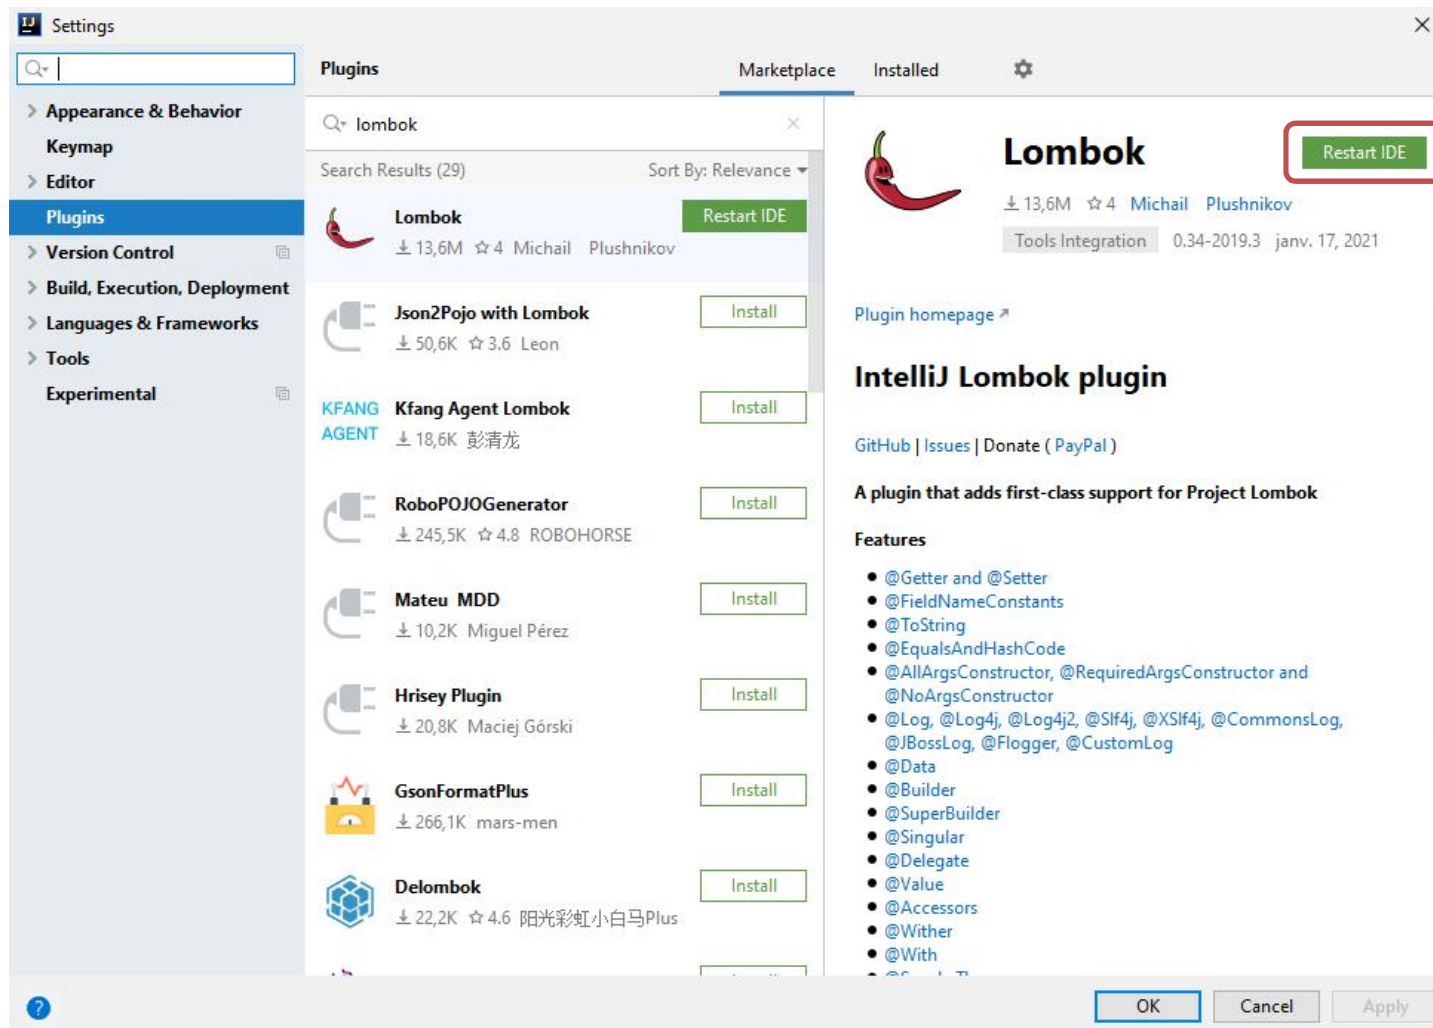 Settings
Appearance & Behavior
Keymap
Editor
Plugins
Version Control
Build, Execution, Deployment
Languages & Frameworks
Tools
Experimental
Plugins
Marketplace
Installed
lombok
Search Results (29)
Sort By: Relevance
Lombok
Restart IDE
13,6M 4 Michail Plushnikov
Json2Pojo with Lombok
Install
50,6K 3.6 Leon
KFANG
AGENT
Kfang Agent Lombok
Install
18,6K 彭清龙
RoboPOJOGenerator
Install
245,5K 4.8 ROBOHORSE
Mateu MDD
Install
10,2K Miguel Pérez
Hrisey Plugin
Install
20,8K Maciej Górski
GsonFormatPlus
Install
266,1K mars-men
Delombok
Install
22,2K 4.6 阳光彩虹小白马Plus
Lombok
Restart IDE
13,6M 4 Michail Plushnikov
Tools Integration 0.34-2019.3 janv. 17, 2021
Plugin homepage
IntelliJ Lombok plugin
GitHub | Issues | Donate ( PayPal )
A plugin that adds first-class support for Project Lombok
Features
@Getter and @Setter
@FieldNameConstants
@ToString
@EqualsAndHashCode
@AllArgsConstructor, @RequiredArgsConstructor and
@NoArgsConstructor
@Log, @Log4j, @Log4j2, @Slf4j, @XSlf4j, @CommonsLog,
@JBossLog, @Flogger, @CustomLog
@Data
@Builder
@SuperBuilder
@Singular
@Delegate
@Value
@Accessors
@Wither
@With
?
OK
Cancel
Apply